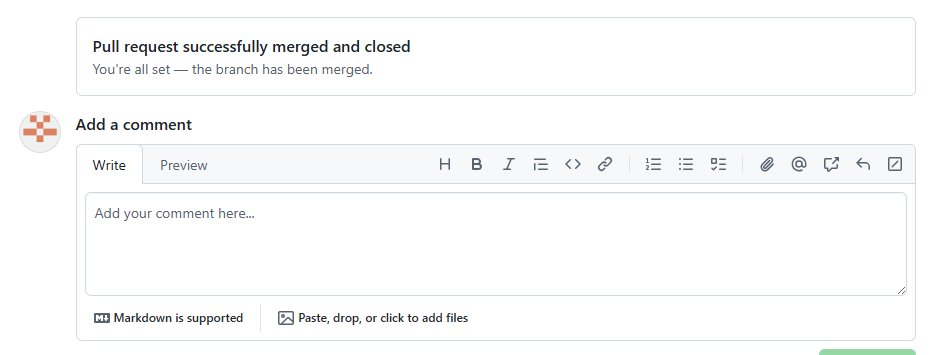 Pull request successfully merged and closed
You're all set — the branch has been merged.
Add a comment
Write Preview
Add your comment here...
Markdown is supported Paste, drop, or click to add files